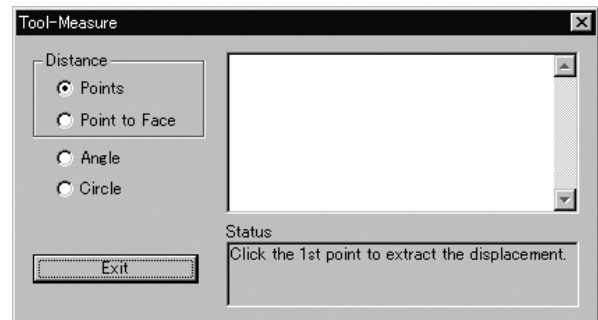 Tool-Measure
Distance
Points
Point to Face
Angle
Circle
Exit
Status
Click the 1st point to extract the displacement.